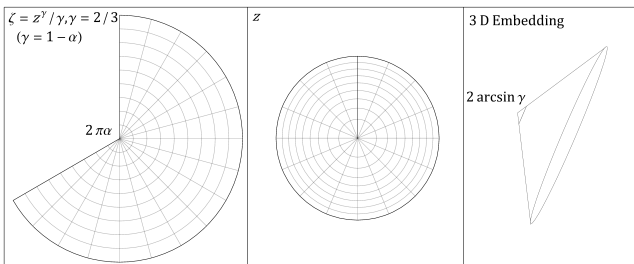 ζ = z^γ/γ, γ = 2/3
(γ = 1 − α)
2 πα
z
3 D Embedding
2 arcsin γ